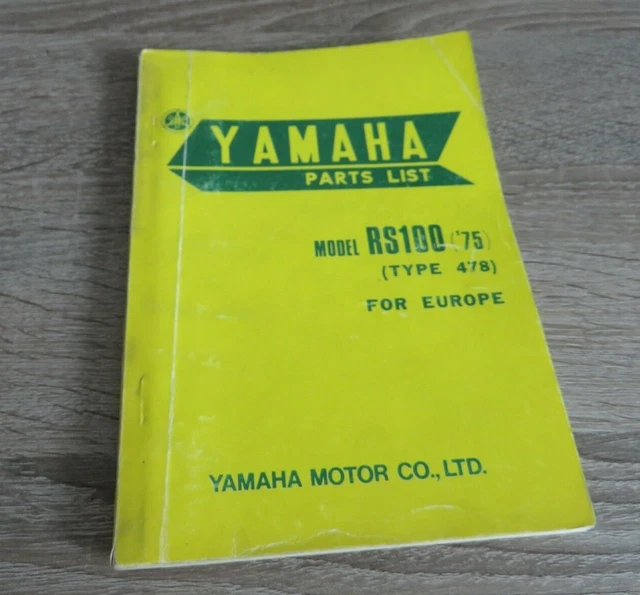 YAMAHA
PARTS LIST
MODEL RS100 ('75)
(TYPE 478)
FOR EUROPE
YAMAHA MOTOR CO., LTD.